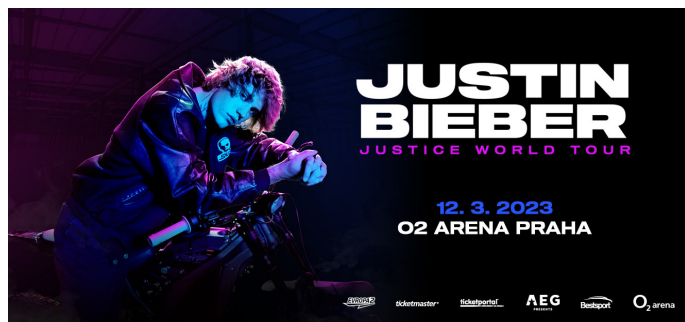 JUSTIN
BIEBER
JUSTICE WORLD TOUR
12. 3. 2023
O2 ARENA PRAHA
EVROPA 2 ticketmaster® ticketportal AEG PRESENTS Bestsport O2 arena